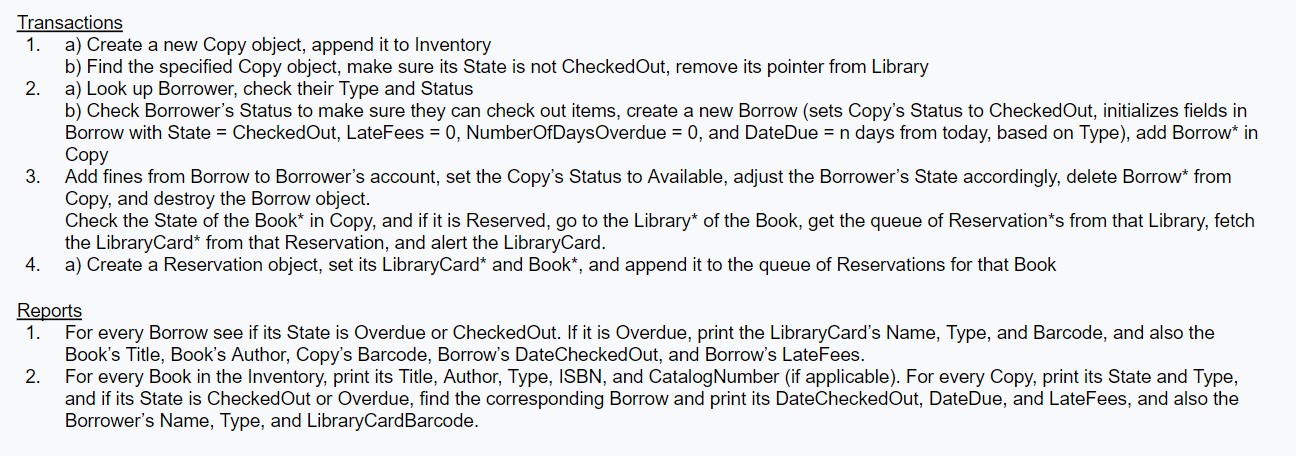 Transactions
1. a) Create a new Copy object, append it to Inventory
b) Find the specified Copy object, make sure its State is not CheckedOut, remove its pointer from Library
2. a) Look up Borrower, check their Type and Status
b) Check Borrower's Status to make sure they can check out items, create a new Borrow (sets Copy's Status to CheckedOut, initializes fields in
Borrow with State = CheckedOut, LateFees = 0, NumberOfDaysOverdue = 0, and DateDue = n days from today, based on Type), add Borrow* in
Copy
3. Add fines from Borrow to Borrower's account, set the Copy's Status to Available, adjust the Borrower's State accordingly, delete Borrow* from
Copy, and destroy the Borrow object.
Check the State of the Book* in Copy, and if it is Reserved, go to the Library* of the Book, get the queue of Reservation*s from that Library, fetch
the LibraryCard* from that Reservation, and alert the LibraryCard.
4. a) Create a Reservation object, set its LibraryCard* and Book*, and append it to the queue of Reservations for that Book
Reports
1. For every Borrow see if its State is Overdue or CheckedOut. If it is Overdue, print the LibraryCard's Name, Type, and Barcode, and also the
Book's Title, Book's Author, Copy's Barcode, Borrow's DateCheckedOut, and Borrow's LateFees.
2. For every Book in the Inventory, print its Title, Author, Type, ISBN, and CatalogNumber (if applicable). For every Copy, print its State and Type,
and if its State is CheckedOut or Overdue, find the corresponding Borrow and print its DateCheckedOut, DateDue, and LateFees, and also the
Borrower's Name, Type, and LibraryCardBarcode.